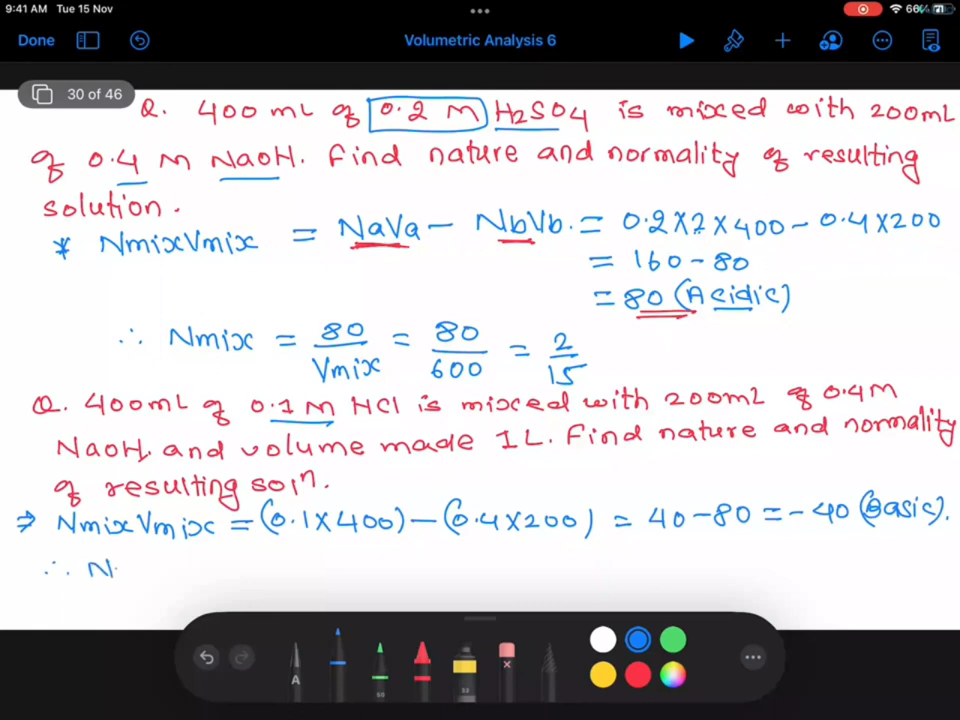 9:41 AM Tue 15 Nov
66%
Done
Volumetric Analysis 6
30 of 46
Q. 400 mL of 0.2 M H2SO4 is mixed with 200mL
of 0.4 M NaOH. Find nature and normality of resulting
solution.
* NmixVmix = NaVa - NbVb. = 0.2×2×400 - 0.4×200
= 160 - 80
= 80 (Acidic)
∴ Nmix = 80/Vmix = 80/600 = 2/15
Q. 400mL of 0.1 M HCl is mixed with 200mL of 0.4M
NaOH. and volume made 1L. Find nature and normality
of resulting soln.
⇒ NmixVmix = (0.1×400) - (0.4×200) = 40 - 80 = -40 (Basic).
∴ N
A